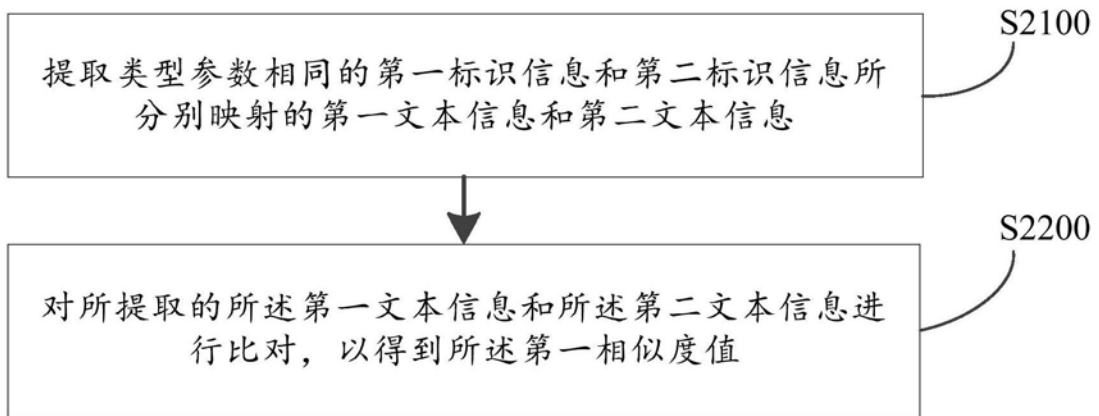 S2100
提取类型参数相同的第一标识信息和第二标识信息所
分别映射的第一文本信息和第二文本信息
S2200
对所提取的所述第一文本信息和所述第二文本信息进
行比对，以得到所述第一相似度值